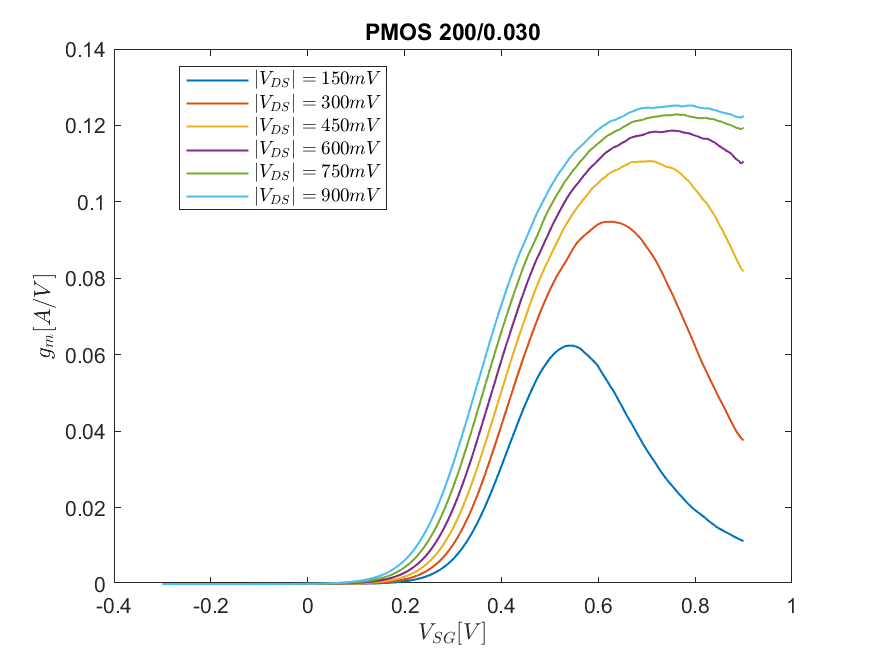 PMOS 200/0.030
0.14
0.12
0.1
0.08
0.06
0.04
0.02
0
g_m[A/V]
|V_DS| = 150mV
|V_DS| = 300mV
|V_DS| = 450mV
|V_DS| = 600mV
|V_DS| = 750mV
|V_DS| = 900mV
-0.4 -0.2 0 0.2 0.4 0.6 0.8 1
V_SG[V]